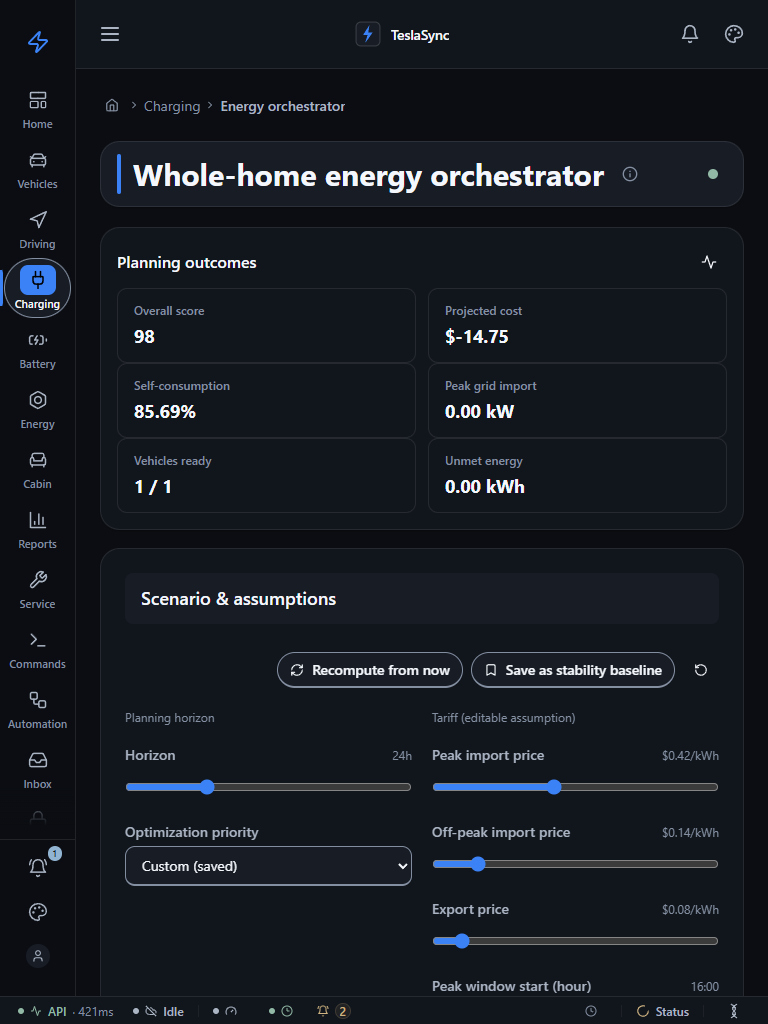 TeslaSync
Home
Vehicles
Driving
Charging
Battery
Energy
Cabin
Reports
Service
Commands
Automation
Inbox
1
Charging > Energy orchestrator
Whole-home energy orchestrator
Planning outcomes
Overall score
98
Projected cost
$-14.75
Self-consumption
85.69%
Peak grid import
0.00 kW
Vehicles ready
1 / 1
Unmet energy
0.00 kWh
Scenario & assumptions
Recompute from now
Save as stability baseline
Planning horizon
Horizon 24h
Optimization priority
Custom (saved)
Tariff (editable assumption)
Peak import price $0.42/kWh
Off-peak import price $0.14/kWh
Export price $0.08/kWh
Peak window start (hour) 16:00
API · 421ms Idle 2 Status